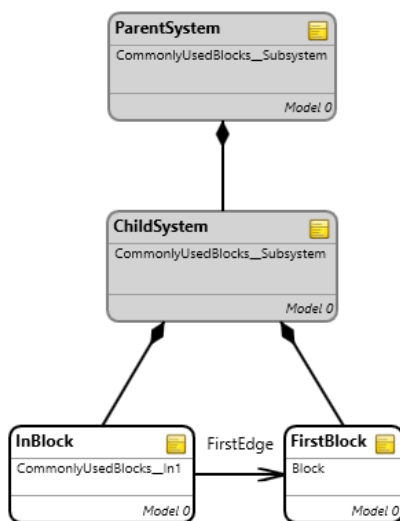 ParentSystem
CommonlyUsedBlocks__Subsystem
Model 0
ChildSystem
CommonlyUsedBlocks__Subsystem
Model 0
InBlock
CommonlyUsedBlocks__In1
Model 0
FirstEdge
FirstBlock
Block
Model 0